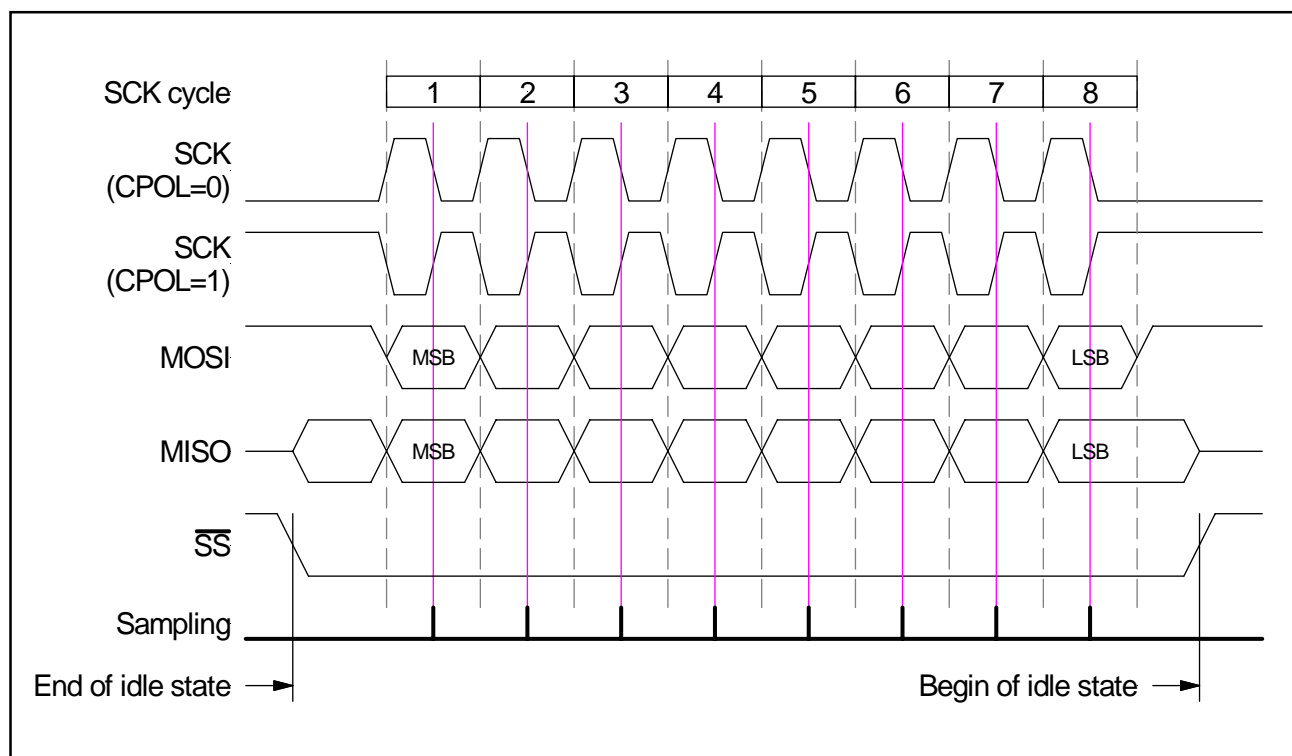 SCK cycle 1 2 3 4 5 6 7 8
SCK
(CPOL=0)
SCK
(CPOL=1)
MOSI MSB LSB
MISO MSB LSB
SS
Sampling
End of idle state Begin of idle state